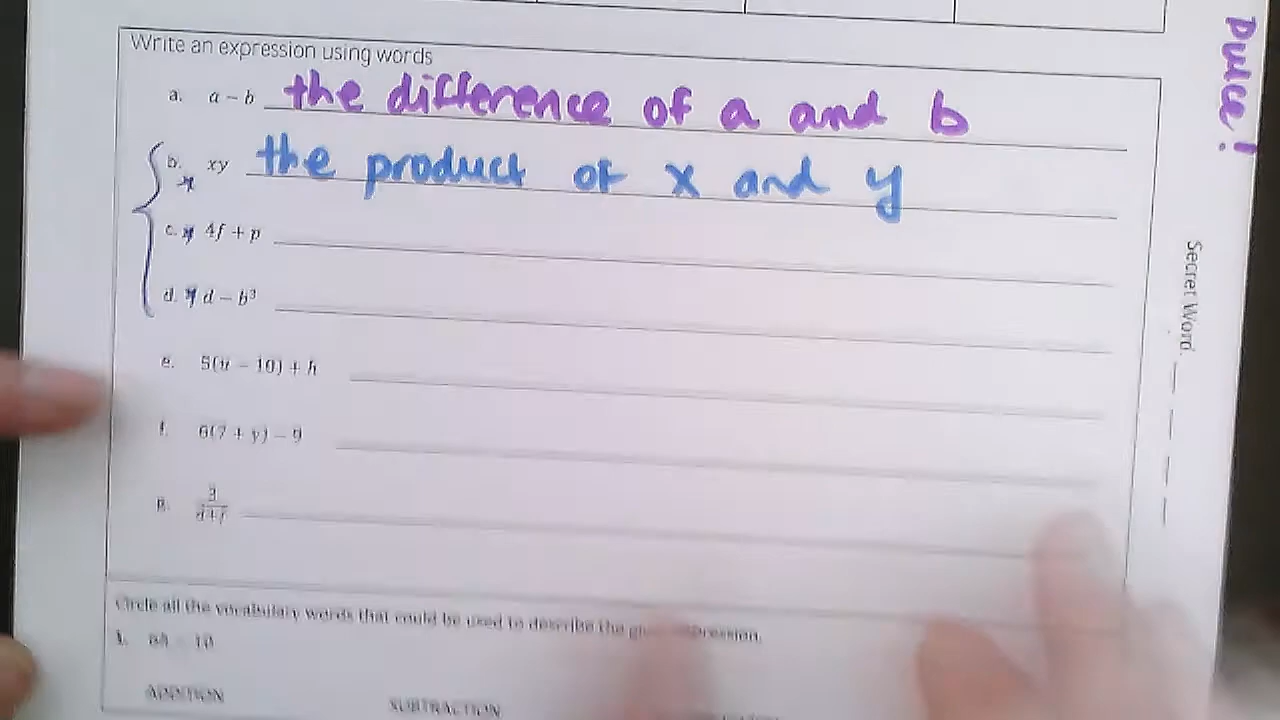 Write an expression using words
a. a − b the difference of a and b
b. xy the product of x and y
c. 4f + p
d. d − b³
e. 5(u − 10) + h
f. 6(7 + y) − 9
g.
Circle all the vocabulary words that could be used to describe the expression.
ADDITION SUBTRACTION
Secret Word.